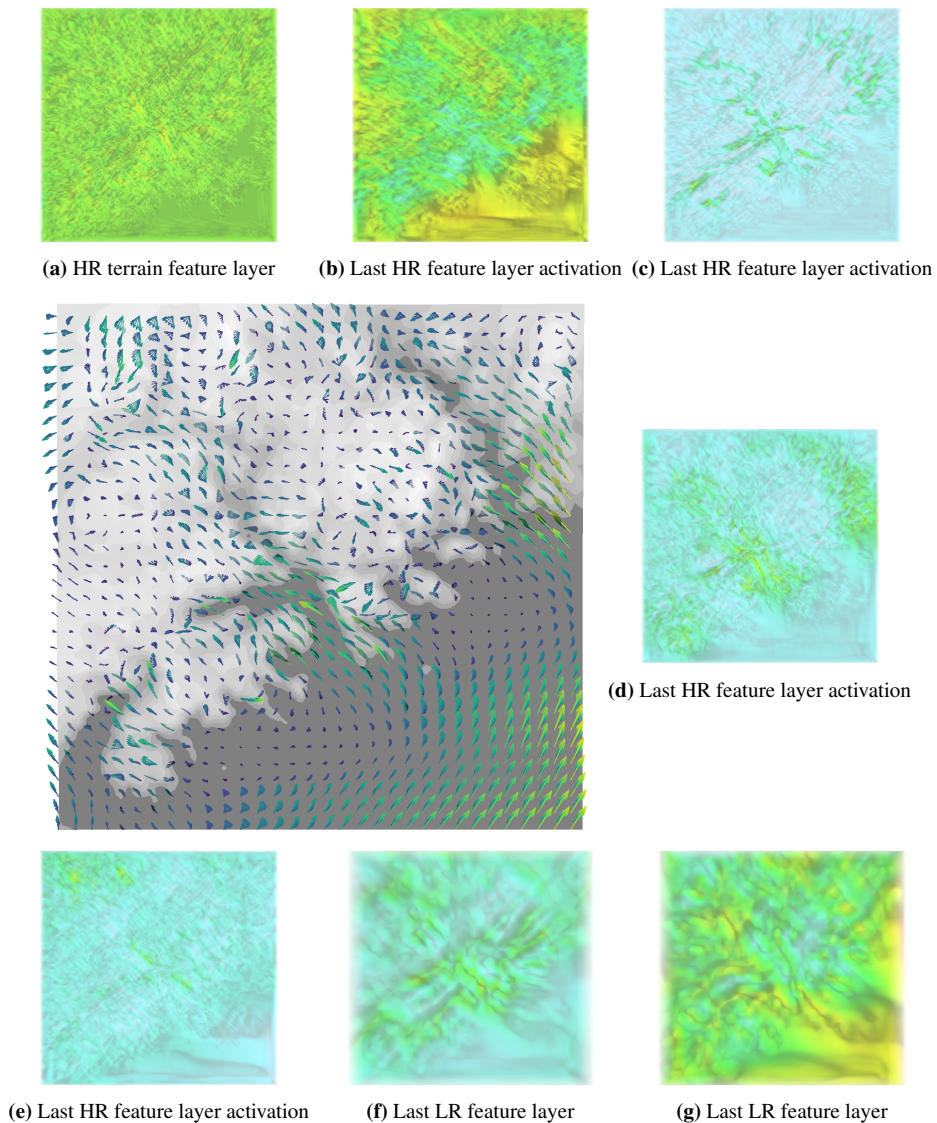 (a) HR terrain feature layer
(b) Last HR feature layer activation
(c) Last HR feature layer activation
(d) Last HR feature layer activation
(e) Last HR feature layer activation
(f) Last LR feature layer
(g) Last LR feature layer